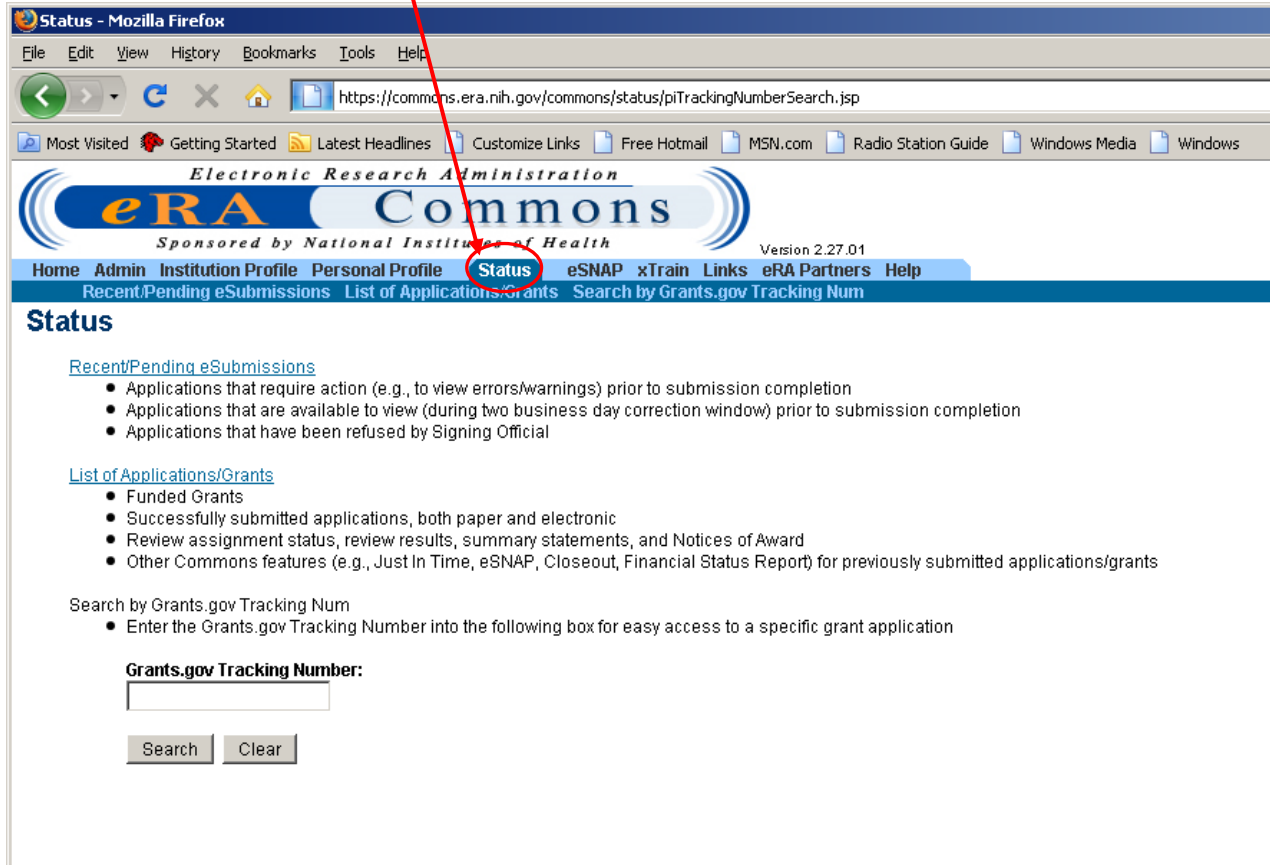 Status - Mozilla Firefox
File Edit View History Bookmarks Tools Help
https://commons.era.nih.gov/commons/status/piTrackingNumberSearch.jsp
Most Visited Getting Started Latest Headlines Customize Links Free Hotmail MSN.com Radio Station Guide Windows Media Windows
Electronic Research Administration
eRA Commons
Sponsored by National Institutes of Health
Version 2.27.01
Home Admin Institution Profile Personal Profile Status eSNAP xTrain Links eRA Partners Help
Recent/Pending eSubmissions List of Applications/Grants Search by Grants.gov Tracking Num
Status
Recent/Pending eSubmissions
● Applications that require action (e.g., to view errors/warnings) prior to submission completion
● Applications that are available to view (during two business day correction window) prior to submission completion
● Applications that have been refused by Signing Official
List of Applications/Grants
● Funded Grants
● Successfully submitted applications, both paper and electronic
● Review assignment status, review results, summary statements, and Notices of Award
● Other Commons features (e.g., Just In Time, eSNAP, Closeout, Financial Status Report) for previously submitted applications/grants
Search by Grants.gov Tracking Num
● Enter the Grants.gov Tracking Number into the following box for easy access to a specific grant application
Grants.gov Tracking Number:
Search Clear